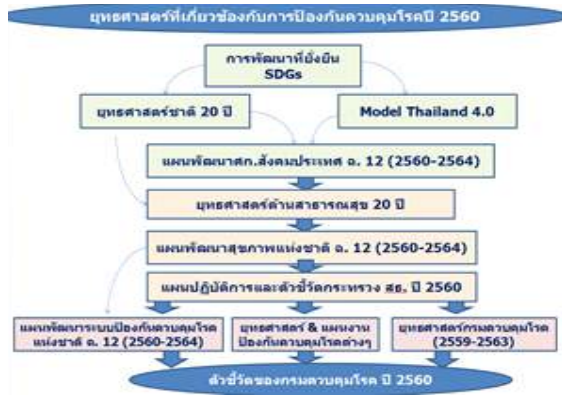 ยุทธศาสตร์ที่เกี่ยวข้องกับการป้องกันควบคุมโรคปี 2560
การพัฒนาที่ยั่งยืน
SDGs
ยุทธศาสตร์ชาติ 20 ปี
Model Thailand 4.0
แผนพัฒนาศก.สังคมประเทศ ฉ. 12 (2560-2564)
ยุทธศาสตร์ด้านสาธารณสุข 20 ปี
แผนพัฒนาสุขภาพแห่งชาติ ฉ. 12 (2560-2564)
แผนปฏิบัติการและตัวชี้วัดกระทรวง สธ. ปี 2560
แผนพัฒนาระบบป้องกันควบคุมโรค
แห่งชาติ ฉ. 12 (2560-2564)
ยุทธศาสตร์ & แผนงาน
ป้องกันควบคุมโรคต่างๆ
ยุทธศาสตร์กรมควบคุมโรค
(2559-2563)
ตัวชี้วัดของกรมควบคุมโรค ปี 2560